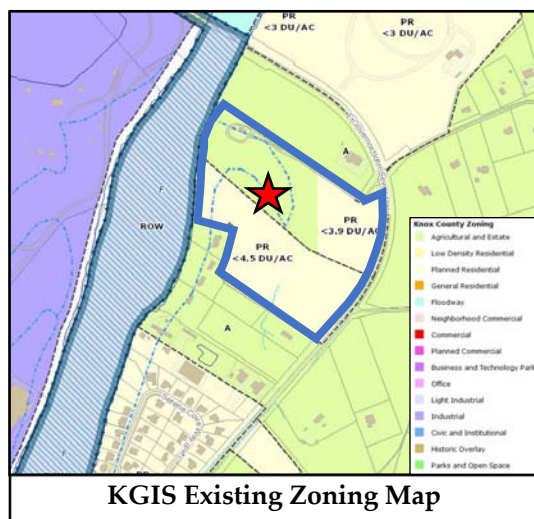 PR
<3 DU/AC
PR
<3 DU/AC
A
F
ROW
PR
<3.9 DU/AC
PR
<4.5 DU/AC
A
F
Knox County Zoning
Agricultural and Estate
Low Density Residential
Planned Residential
General Residential
Floodway
Neighborhood Commercial
Commercial
Planned Commercial
Business and Technology Park
Office
Light Industrial
Industrial
Civic and Institutional
Historic Overlay
Parks and Open Space
KGIS Existing Zoning Map